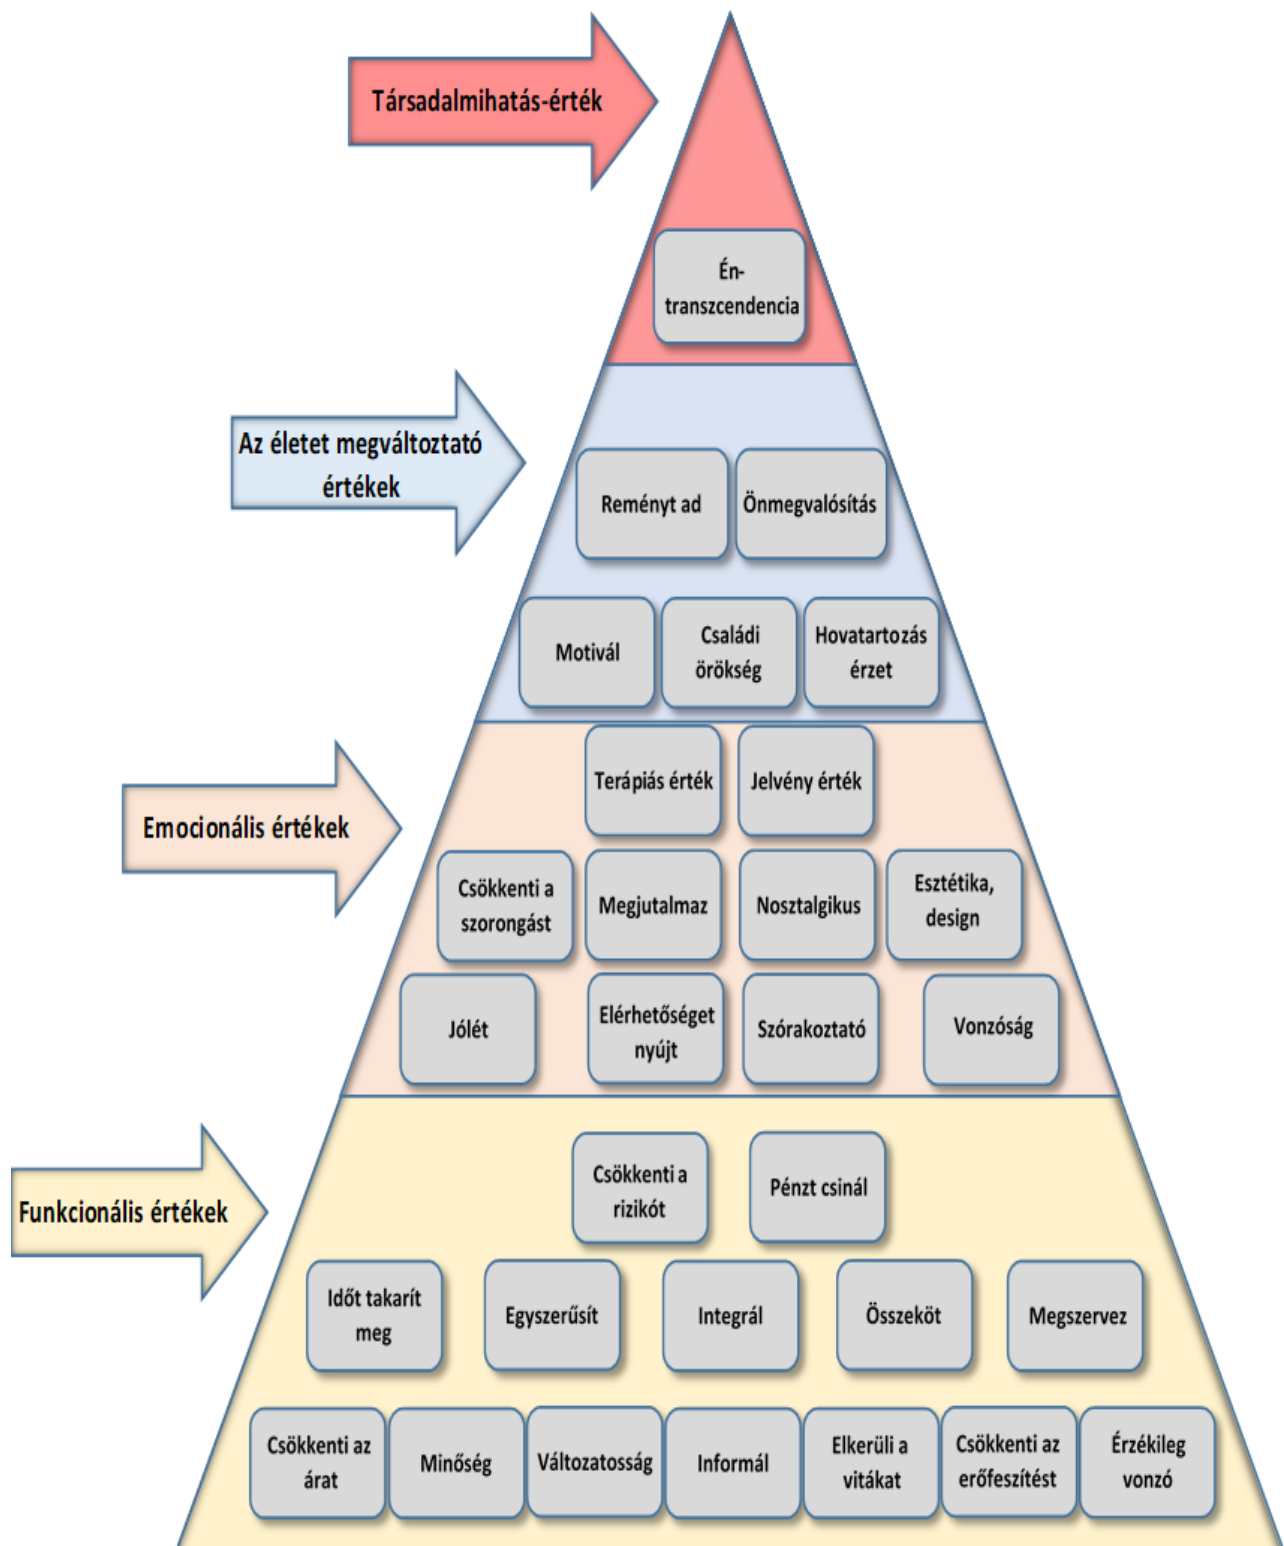 Társadalmihatás-érték
Én-
transzcendencia
Az életet megváltoztató
értékek
Reményt ad
Önmegvalósítás
Motivál
Családi
örökség
Hovatartozás
érzet
Emocionális értékek
Terápiás érték
Jelvény érték
Csökkenti a
szorongást
Megjutalmaz
Nosztalgikus
Esztétika,
design
Jólét
Elérhetőséget
nyújt
Szórakoztató
Vonzóság
Funkcionális értékek
Csökkenti a
rizikót
Pénzt csinál
Időt takarít
meg
Egyszerűsít
Integrál
Összeköt
Megszervez
Csökkenti az
árat
Minőség
Változatosság
Informál
Elkerüli a
vitákat
Csökkenti az
erőfeszítést
Érzékileg
vonzó